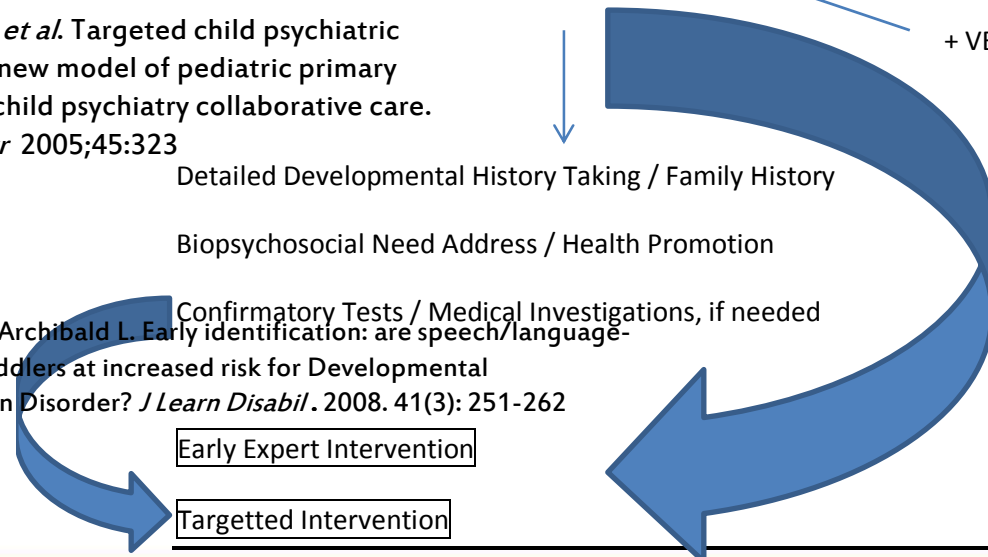 et al. Targeted child psychiatric
+ VE
new model of pediatric primary
child psychiatry collaborative care.
r 2005;45:323
Detailed Developmental History Taking / Family History
Biopsychosocial Need Address / Health Promotion
Confirmatory Tests / Medical Investigations, if needed
Archibald L. Early identification: are speech/language-
ddlers at increased risk for Developmental
n Disorder? J Learn Disabil . 2008. 41(3): 251-262
Early Expert Intervention
Targetted Intervention